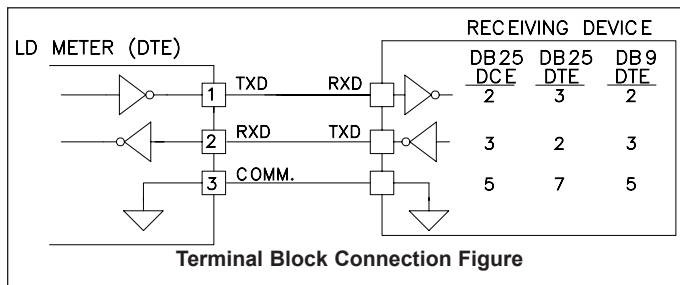 RECEIVING DEVICE
LD METER (DTE)
DB25 DB25 DB9
DCE DTE DTE
1 TXD RXD 2 3 2
2 RXD TXD 3 2 3
3 COMM. 5 7 5
Terminal Block Connection Figure